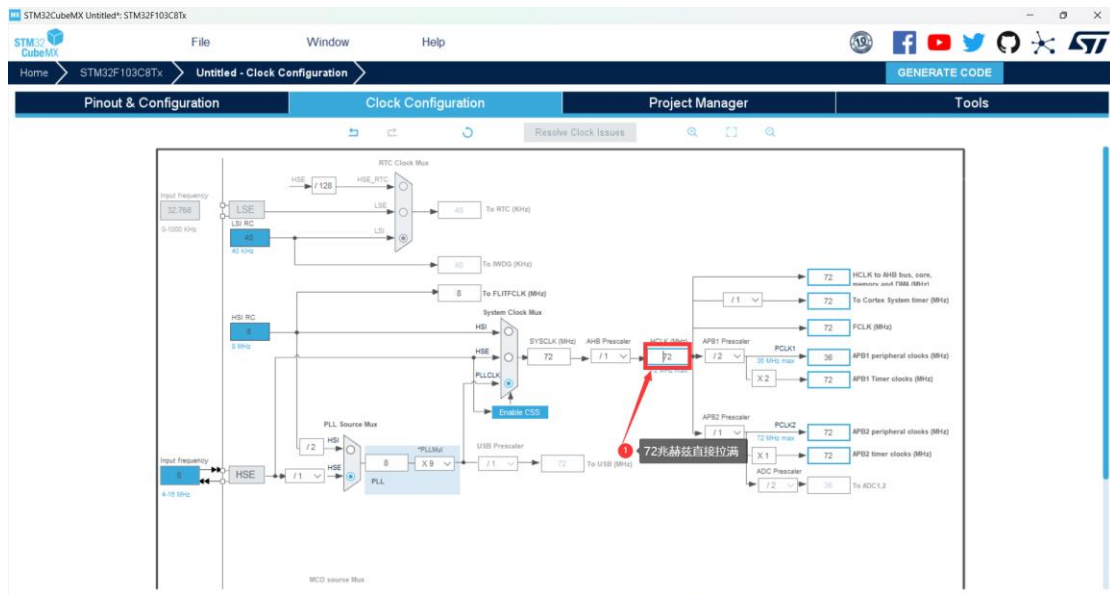 STM32CubeMX Untitled*: STM32F103C8Tx
STM32 CubeMX
File
Window
Help
Home
STM32F103C8Tx
Untitled - Clock Configuration
GENERATE CODE
Pinout & Configuration
Clock Configuration
Project Manager
Tools
Resolve Clock Issues
RTC Clock Mux
HSE
/ 128
HSE_RTC
Input frequency
32.768
0-1000 KHz
LSE
LSE
40
To RTC (KHz)
LSI RC
40
40 KHz
LSI
40
To IWDG (KHz)
8
To FLITFCLK (MHz)
HSI RC
8
8 MHz
System Clock Mux
HSI
HSE
PLLCLK
SYSCLK (MHz)
72
AHB Prescaler
/ 1
HCLK (MHz)
72
Enable CSS
72
HCLK to AHB bus, core,
memory and DMA (MHz)
/ 1
72
To Cortex System timer (MHz)
72
FCLK (MHz)
APB1 Prescaler
/ 2
PCLK1
36 MHz max
36
APB1 peripheral clocks (MHz)
X 2
72
APB1 Timer clocks (MHz)
APB2 Prescaler
/ 1
PCLK2
72 MHz max
72
APB2 peripheral clocks (MHz)
X 1
72
APB2 timer clocks (MHz)
ADC Prescaler
/ 2
36
To ADC1,2
1
72兆赫兹直接拉满
PLL Source Mux
HSI
/ 2
HSE
/ 1
Input frequency
8
4-16 MHz
HSE
8
*PLLMul
X 9
PLL
USB Prescaler
/ 1
72
To USB (MHz)
MCO source Mux